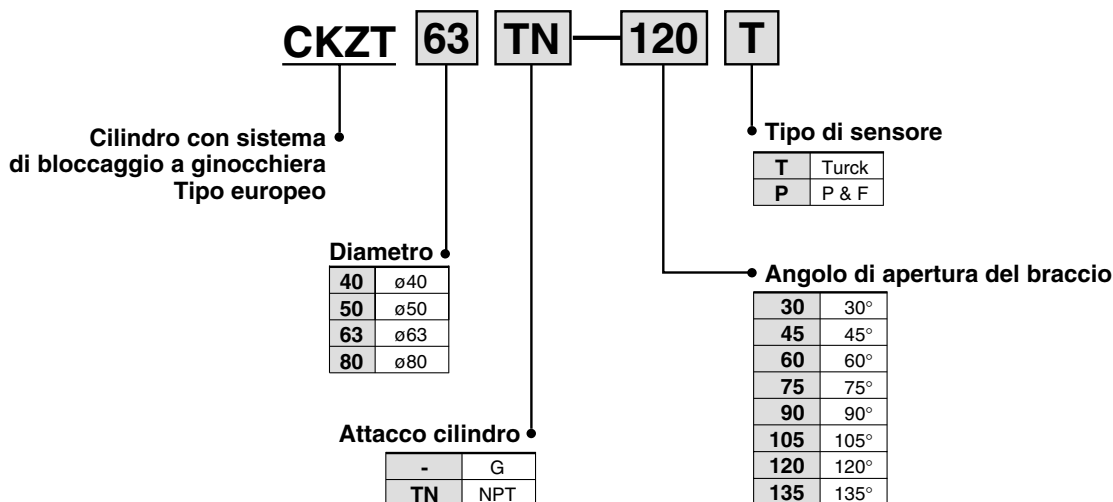 CKZT 63 TN — 120 T
Cilindro con sistema
di bloccaggio a ginocchiera
Tipo europeo
Diametro
40 ø40
50 ø50
63 ø63
80 ø80
Attacco cilindro
- G
TN NPT
Tipo di sensore
T Turck
P P & F
Angolo di apertura del braccio
30 30°
45 45°
60 60°
75 75°
90 90°
105 105°
120 120°
135 135°